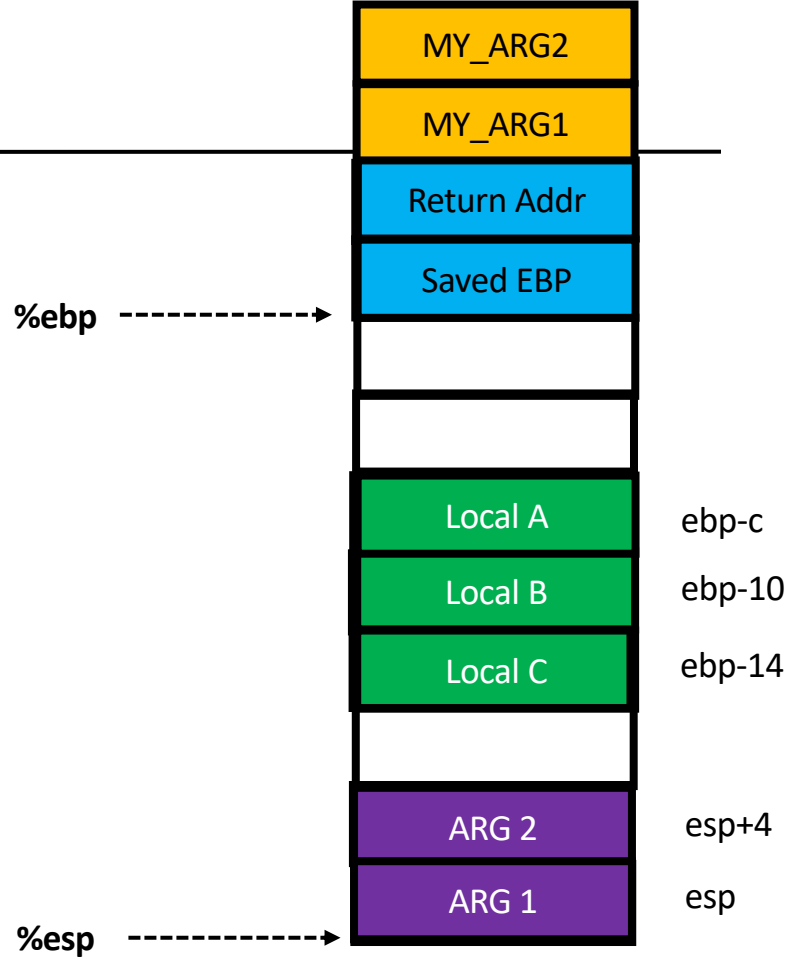 MY_ARG2
MY_ARG1
Return Addr
Saved EBP
%ebp
Local A
ebp-c
Local B
ebp-10
Local C
ebp-14
ARG 2
esp+4
ARG 1
esp
%esp